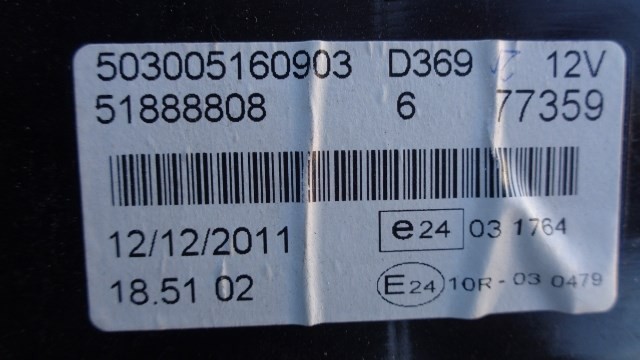 503005160903 D369 12V
51888808 6 77359
12/12/2011 e24 03 1764
18.51 02 E24 10R - 03 0479